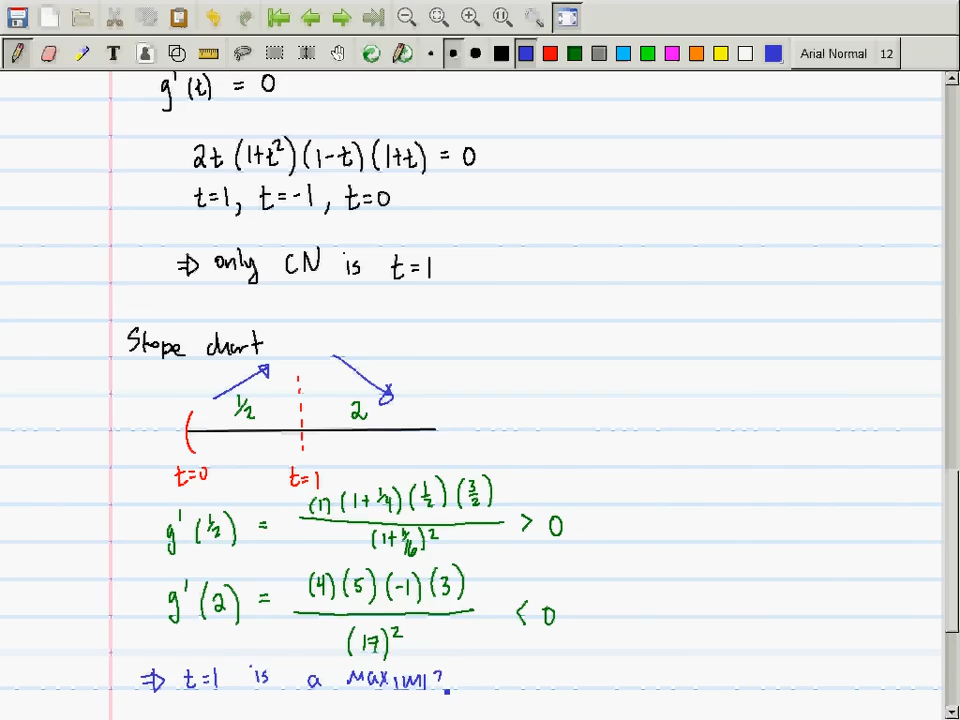 Arial Normal 12
g'(t) = 0
2t (1+t²)(1-t)(1+t) = 0
t=1, t=-1, t=0
⇒ only CN is t=1
Slope chart
1/2 2
t=0 t=1
g'(1/2) = (1)(1+1/4)(1/2)(3/2) / (1+1/16)² > 0
g'(2) = (4)(5)(-1)(3) / (17)² < 0
⇒ t=1 is a